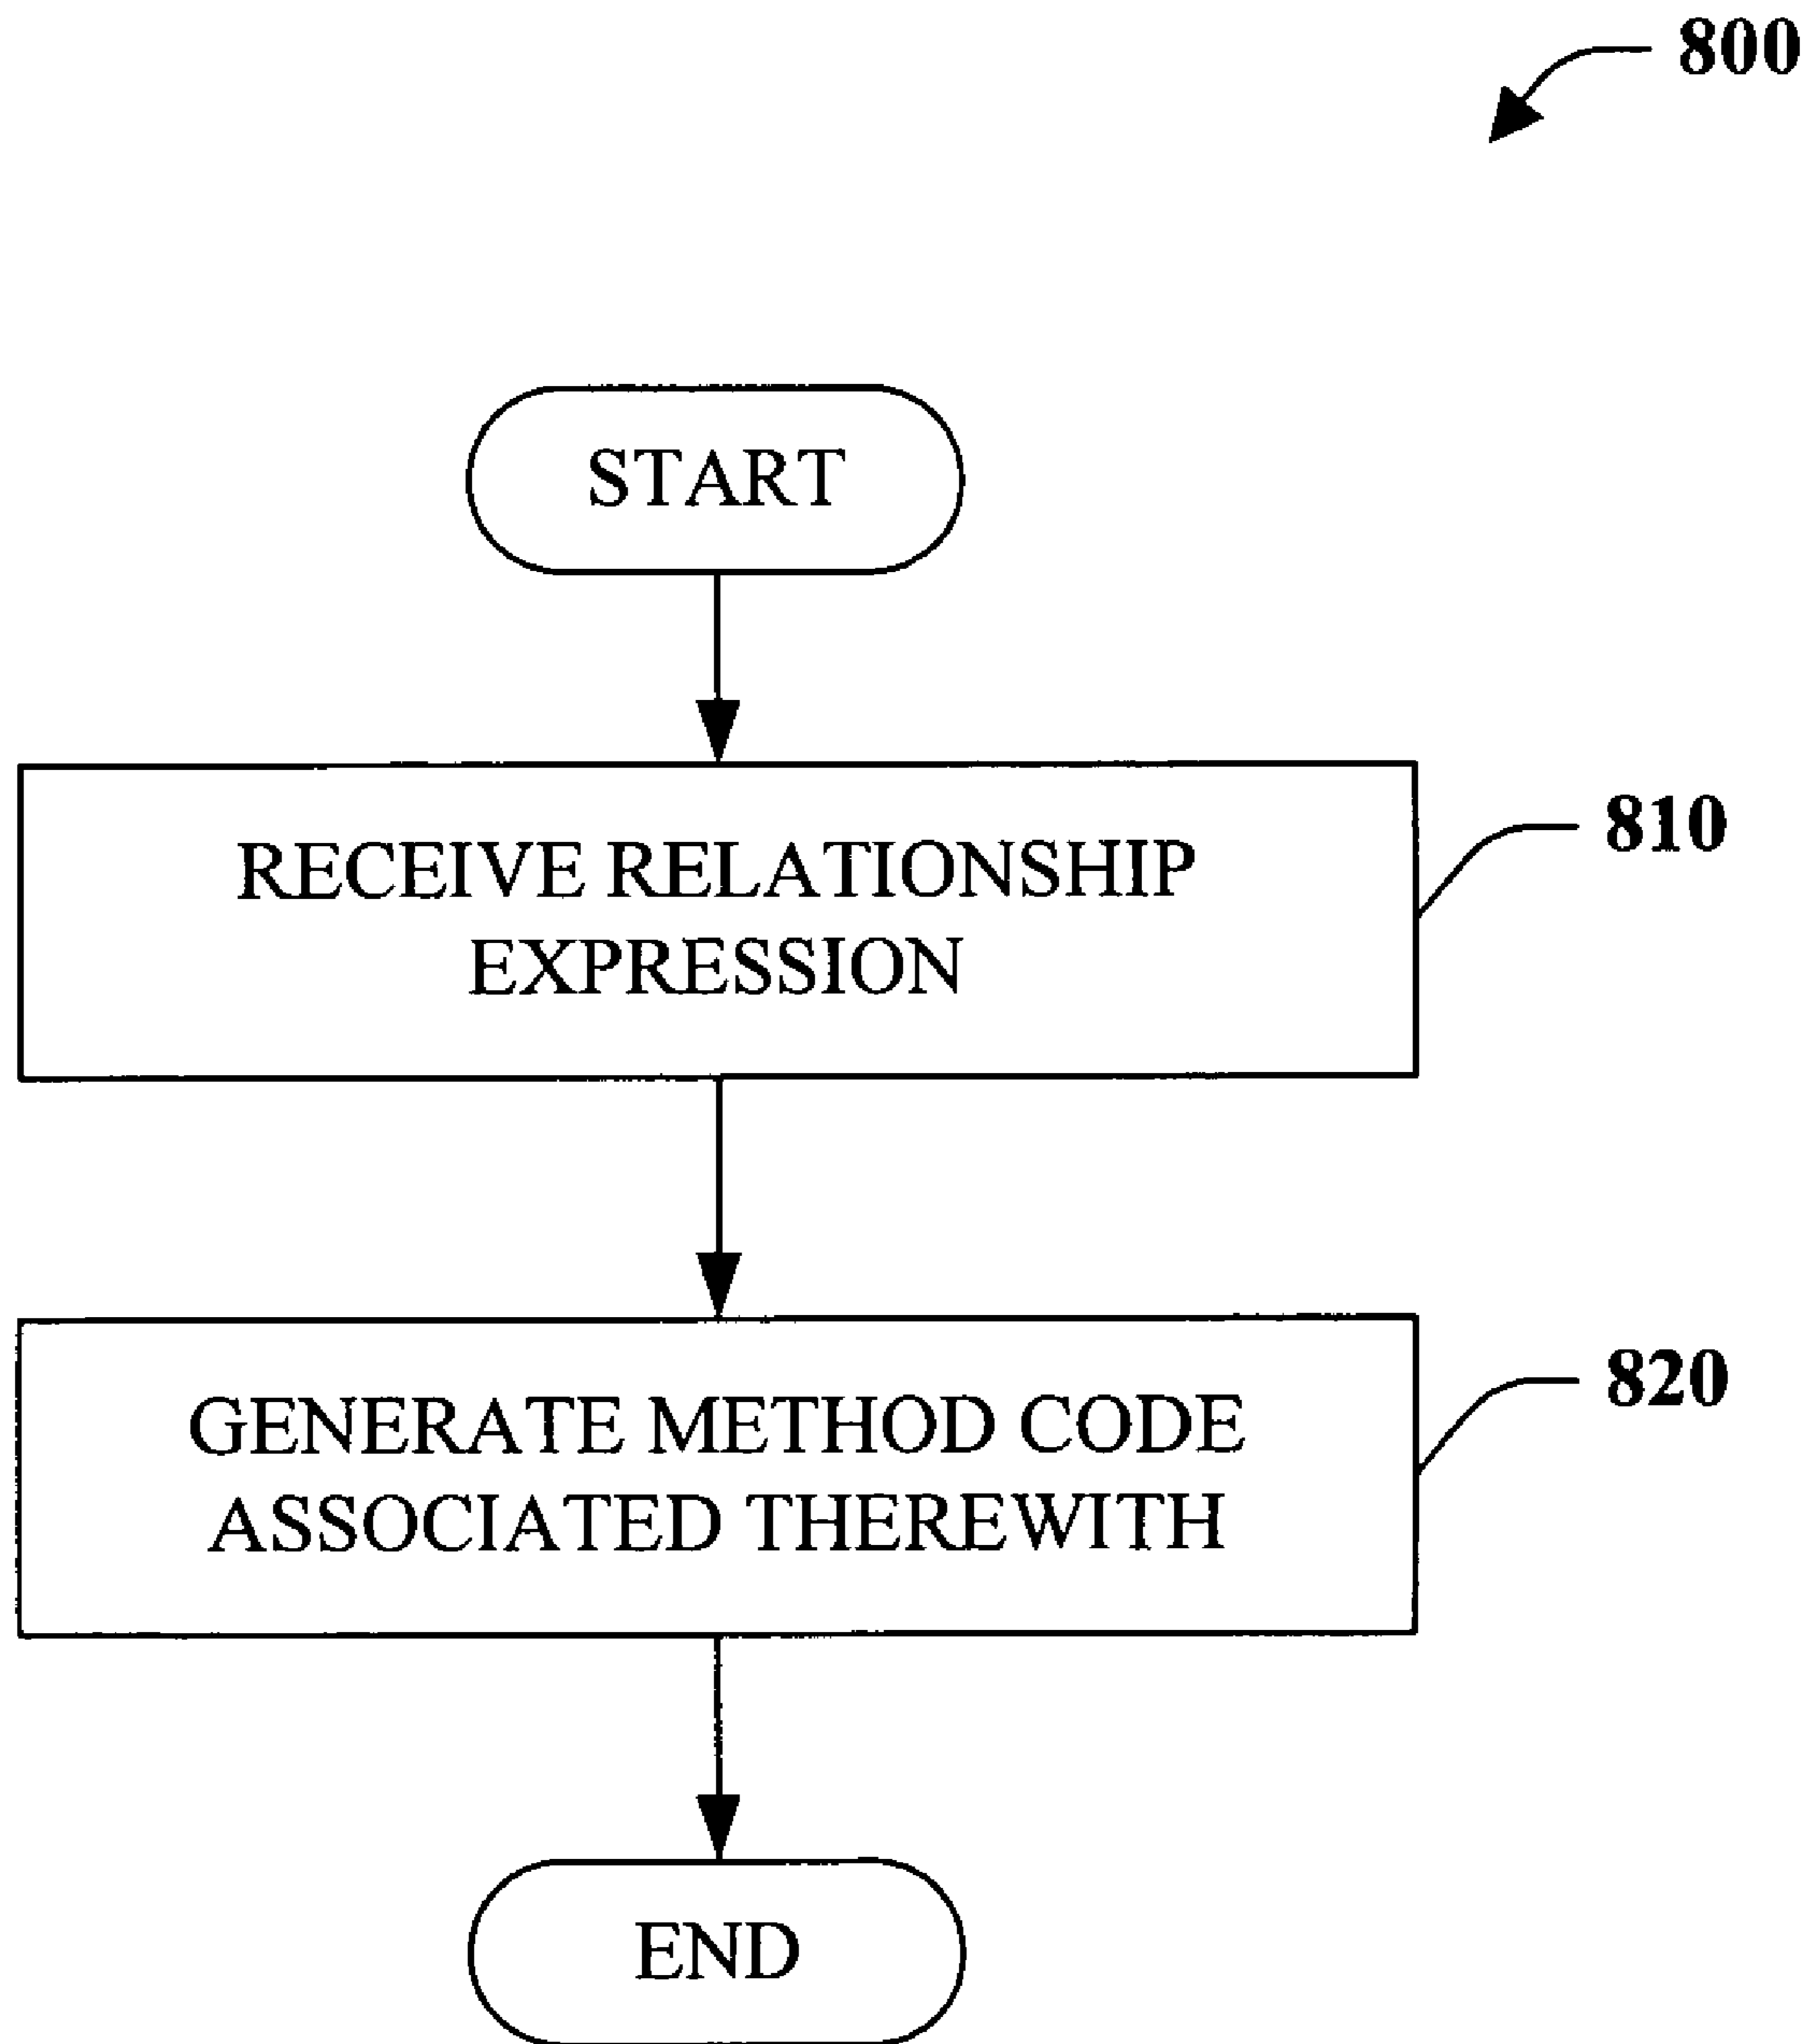 800
START
RECEIVE RELATIONSHIP
EXPRESSION
810
GENERATE METHOD CODE
ASSOCIATED THEREWITH
820
END